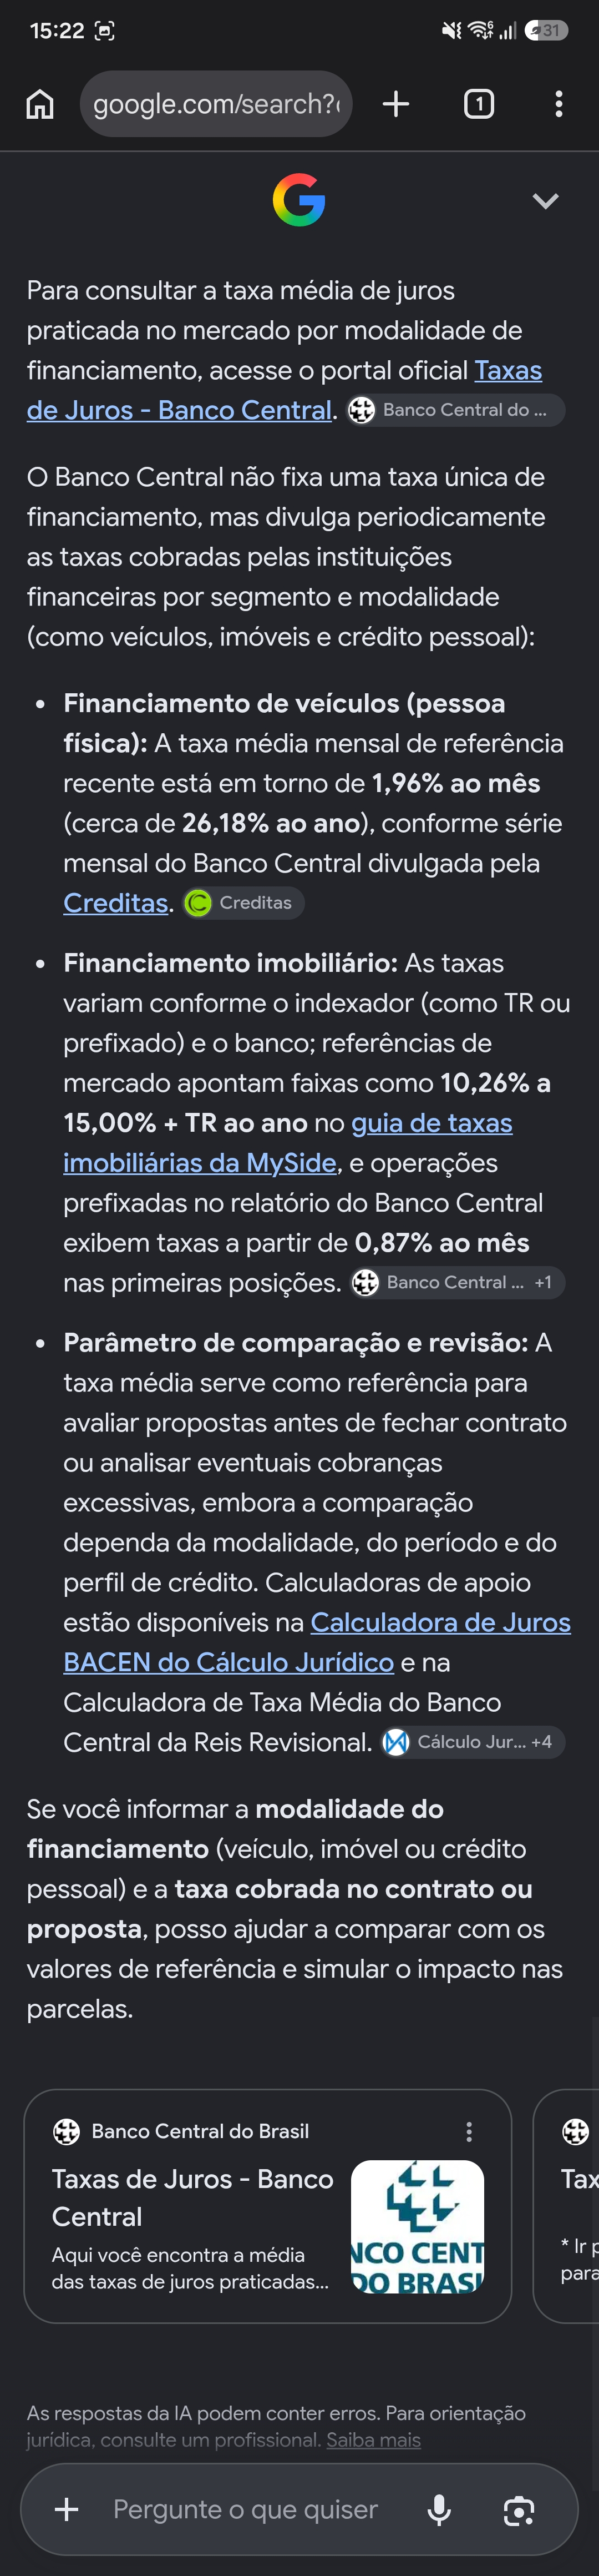 15:22
6
31
google.com/search?
1
Para consultar a taxa média de juros
praticada no mercado por modalidade de
financiamento, acesse o portal oficial Taxas
de Juros - Banco Central. Banco Central do ...
O Banco Central não fixa uma taxa única de
financiamento, mas divulga periodicamente
as taxas cobradas pelas instituições
financeiras por segmento e modalidade
(como veículos, imóveis e crédito pessoal):
• Financiamento de veículos (pessoa
física): A taxa média mensal de referência
recente está em torno de 1,96% ao mês
(cerca de 26,18% ao ano), conforme série
mensal do Banco Central divulgada pela
Creditas. Creditas
• Financiamento imobiliário: As taxas
variam conforme o indexador (como TR ou
prefixado) e o banco; referências de
mercado apontam faixas como 10,26% a
15,00% + TR ao ano no guia de taxas
imobiliárias da MySide, e operações
prefixadas no relatório do Banco Central
exibem taxas a partir de 0,87% ao mês
nas primeiras posições. Banco Central ... +1
• Parâmetro de comparação e revisão: A
taxa média serve como referência para
avaliar propostas antes de fechar contrato
ou analisar eventuais cobranças
excessivas, embora a comparação
dependa da modalidade, do período e do
perfil de crédito. Calculadoras de apoio
estão disponíveis na Calculadora de Juros
BACEN do Cálculo Jurídico e na
Calculadora de Taxa Média do Banco
Central da Reis Revisional. Cálculo Jur... +4
Se você informar a modalidade do
financiamento (veículo, imóvel ou crédito
pessoal) e a taxa cobrada no contrato ou
proposta, posso ajudar a comparar com os
valores de referência e simular o impacto nas
parcelas.
Banco Central do Brasil
Taxas de Juros - Banco
Central
Aqui você encontra a média
das taxas de juros praticadas...
NCO CENT
DO BRASI
Tax
* Ir p
para
As respostas da IA podem conter erros. Para orientação
jurídica, consulte um profissional. Saiba mais
Pergunte o que quiser